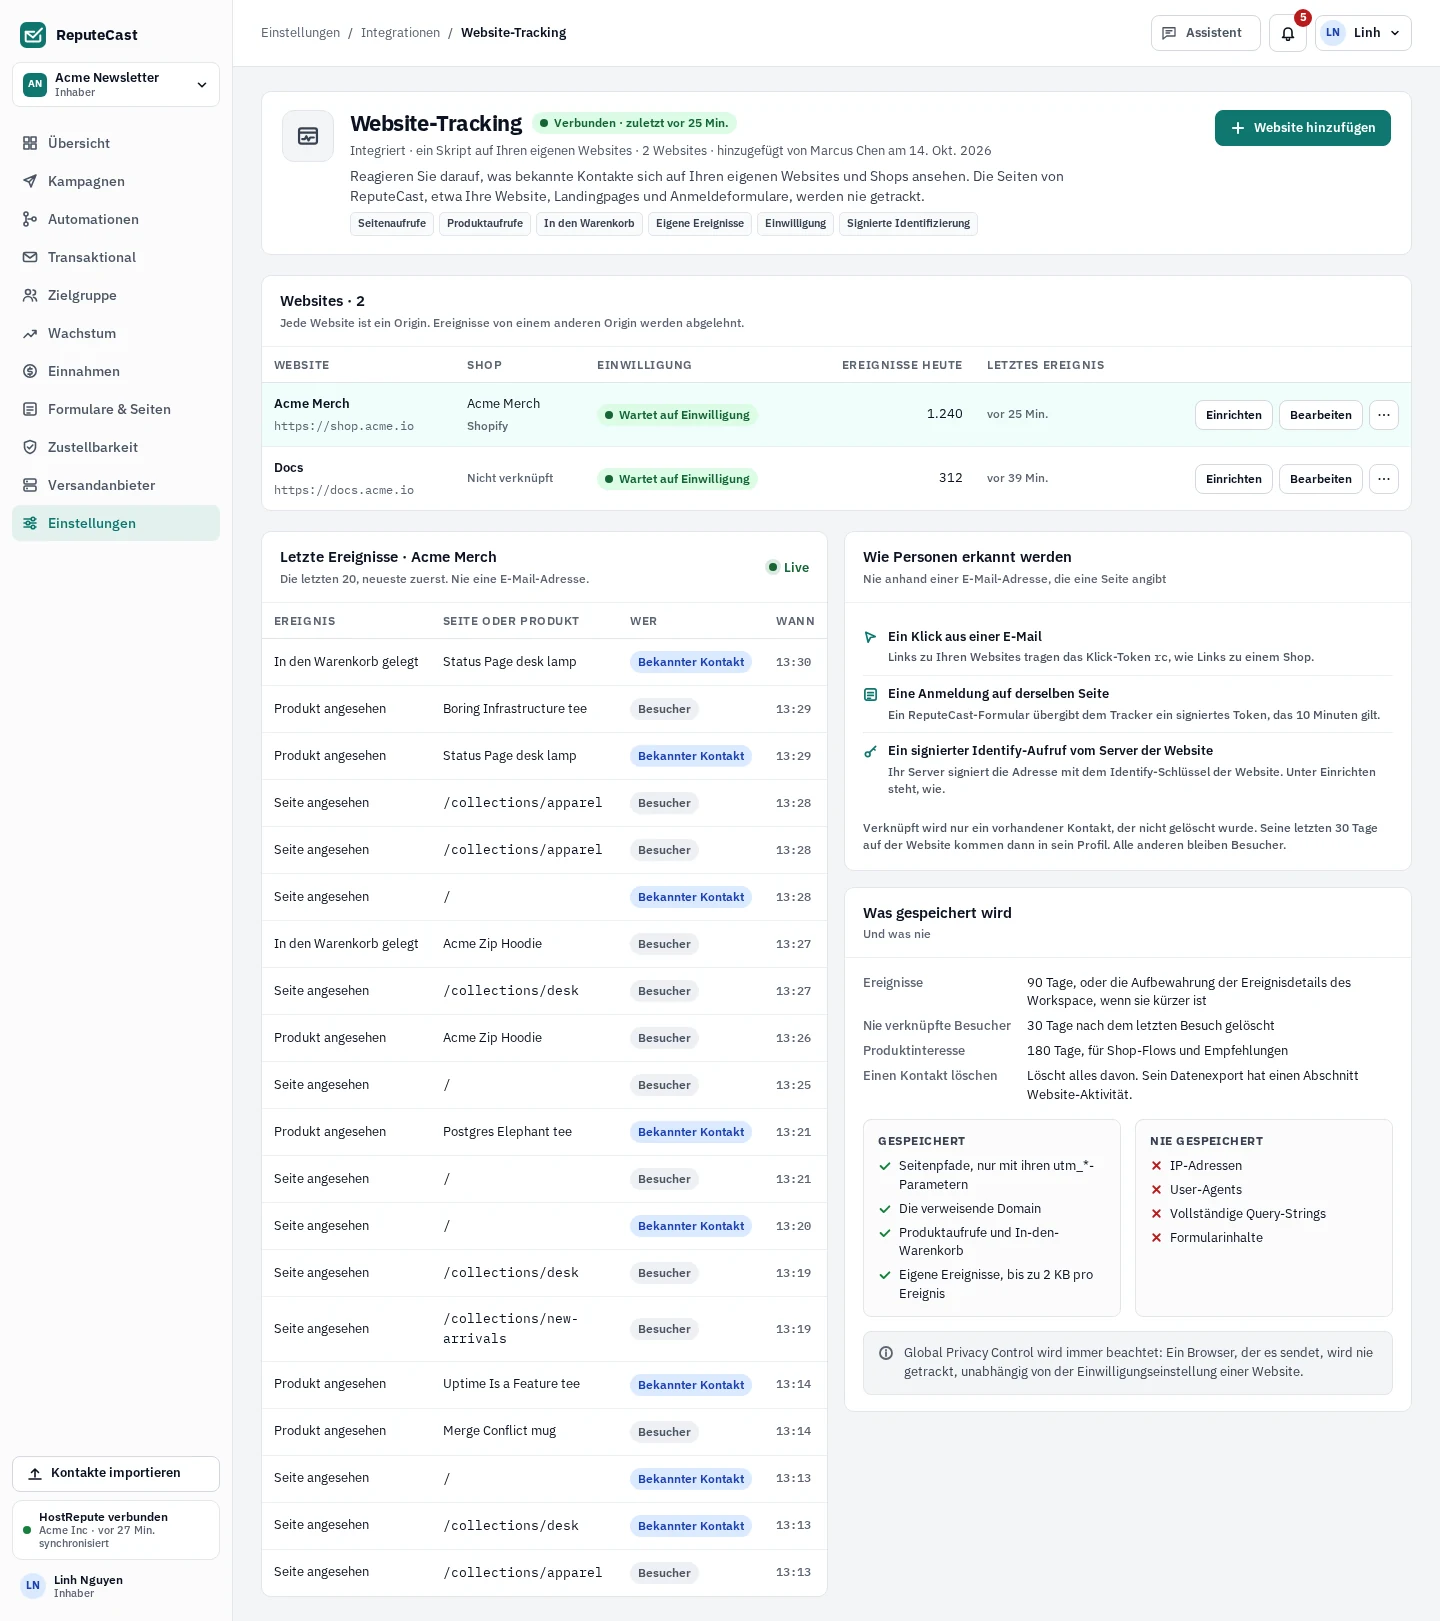 ReputeCast
AN
Acme Newsletter
Inhaber
Übersicht
Kampagnen
Automationen
Transaktional
Zielgruppe
Wachstum
Einnahmen
Formulare & Seiten
Zustellbarkeit
Versandanbieter
Einstellungen
Kontakte importieren
HostRepute verbunden
Acme Inc · vor 27 Min.
synchronisiert
LN
Linh Nguyen
Inhaber
Einstellungen / Integrationen / Website-Tracking
Assistent
5
LN Linh
Website-Tracking
Verbunden · zuletzt vor 25 Min.
Website hinzufügen
Integriert · ein Skript auf Ihren eigenen Websites · 2 Websites · hinzugefügt von Marcus Chen am 14. Okt. 2026
Reagieren Sie darauf, was bekannte Kontakte sich auf Ihren eigenen Websites und Shops ansehen. Die Seiten von
ReputeCast, etwa Ihre Website, Landingpages und Anmeldeformulare, werden nie getrackt.
Seitenaufrufe Produktaufrufe In den Warenkorb Eigene Ereignisse Einwilligung Signierte Identifizierung
Websites · 2
Jede Website ist ein Origin. Ereignisse von einem anderen Origin werden abgelehnt.
WEBSITE SHOP EINWILLIGUNG EREIGNISSE HEUTE LETZTES EREIGNIS
Acme Merch
https://shop.acme.io
Acme Merch
Shopify
Wartet auf Einwilligung
1.240
vor 25 Min.
Einrichten Bearbeiten ···
Docs
https://docs.acme.io
Nicht verknüpft
Wartet auf Einwilligung
312
vor 39 Min.
Einrichten Bearbeiten ···
Letzte Ereignisse · Acme Merch
Die letzten 20, neueste zuerst. Nie eine E-Mail-Adresse.
Live
EREIGNIS SEITE ODER PRODUKT WER WANN
In den Warenkorb gelegt Status Page desk lamp Bekannter Kontakt 13:30
Produkt angesehen Boring Infrastructure tee Besucher 13:29
Produkt angesehen Status Page desk lamp Bekannter Kontakt 13:29
Seite angesehen /collections/apparel Besucher 13:28
Seite angesehen /collections/apparel Besucher 13:28
Seite angesehen / Bekannter Kontakt 13:28
In den Warenkorb gelegt Acme Zip Hoodie Besucher 13:27
Seite angesehen /collections/desk Besucher 13:27
Produkt angesehen Acme Zip Hoodie Besucher 13:26
Seite angesehen / Besucher 13:25
Produkt angesehen Postgres Elephant tee Bekannter Kontakt 13:21
Seite angesehen / Besucher 13:21
Seite angesehen / Bekannter Kontakt 13:20
Seite angesehen /collections/desk Besucher 13:19
Seite angesehen /collections/new-
arrivals Besucher 13:19
Produkt angesehen Uptime Is a Feature tee Bekannter Kontakt 13:14
Produkt angesehen Merge Conflict mug Besucher 13:14
Seite angesehen / Bekannter Kontakt 13:13
Seite angesehen /collections/desk Bekannter Kontakt 13:13
Seite angesehen /collections/apparel Besucher 13:13
Wie Personen erkannt werden
Nie anhand einer E-Mail-Adresse, die eine Seite angibt
Ein Klick aus einer E-Mail
Links zu Ihren Websites tragen das Klick-Token rc, wie Links zu einem Shop.
Eine Anmeldung auf derselben Seite
Ein ReputeCast-Formular übergibt dem Tracker ein signiertes Token, das 10 Minuten gilt.
Ein signierter Identify-Aufruf vom Server der Website
Ihr Server signiert die Adresse mit dem Identify-Schlüssel der Website. Unter Einrichten
steht, wie.
Verknüpft wird nur ein vorhandener Kontakt, der nicht gelöscht wurde. Seine letzten 30 Tage
auf der Website kommen dann in sein Profil. Alle anderen bleiben Besucher.
Was gespeichert wird
Und was nie
Ereignisse 90 Tage, oder die Aufbewahrung der Ereignisdetails des
Workspace, wenn sie kürzer ist
Nie verknüpfte Besucher 30 Tage nach dem letzten Besuch gelöscht
Produktinteresse 180 Tage, für Shop-Flows und Empfehlungen
Einen Kontakt löschen Löscht alles davon. Sein Datenexport hat einen Abschnitt
Website-Aktivität.
GESPEICHERT
Seitenpfade, nur mit ihren utm_*-
Parametern
Die verweisende Domain
Produktaufrufe und In-den-
Warenkorb
Eigene Ereignisse, bis zu 2 KB pro
Ereignis
NIE GESPEICHERT
IP-Adressen
User-Agents
Vollständige Query-Strings
Formularinhalte
Global Privacy Control wird immer beachtet: Ein Browser, der es sendet, wird nie
getrackt, unabhängig von der Einwilligungseinstellung einer Website.